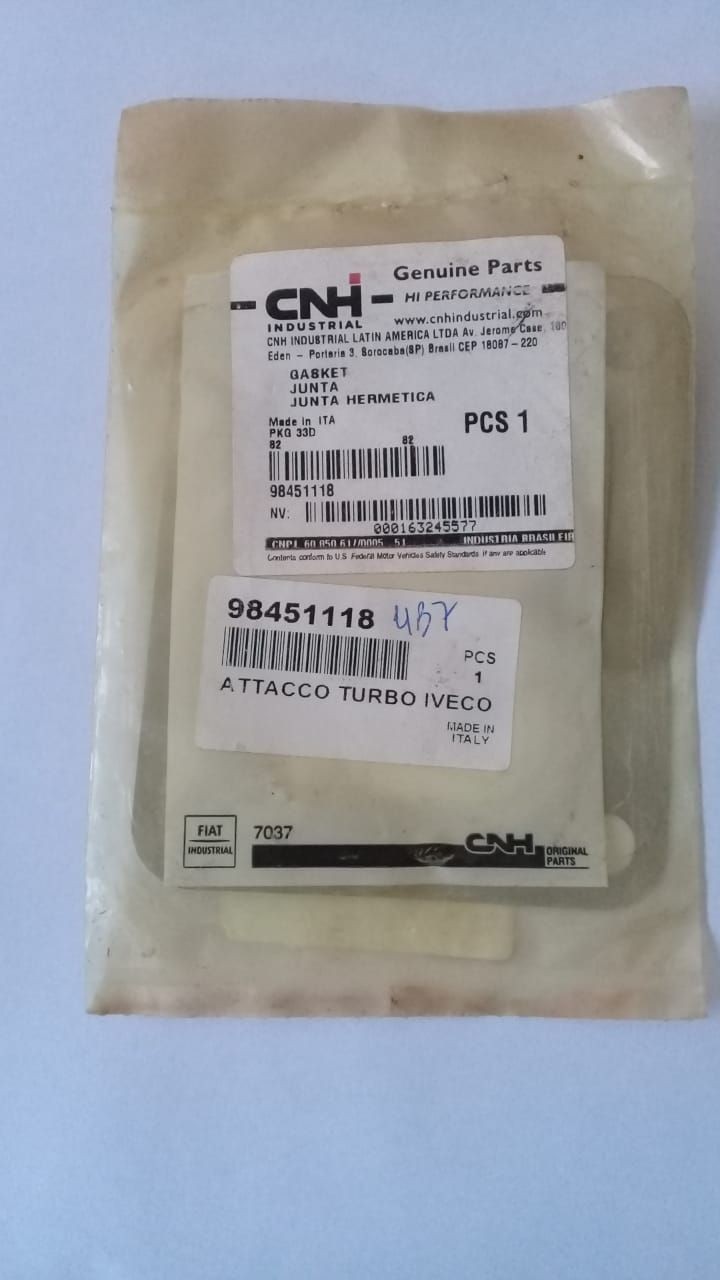 Genuine Parts
CNH
INDUSTRIAL
HI PERFORMANCE
www.cnhindustrial.com
CNH INDUSTRIAL LATIN AMERICA LTDA Av. Jerome Case, 180
Eden - Portaria 3, Sorocaba(SP) Brasil CEP 18087-220
GASKET
JUNTA
JUNTA HERMETICA
Made in ITA
PKG 33D
PCS 1
82 82
98451118
NV:
000163245577
INDUSTRIA BRASILEIR
Contents conform to U.S. Federal Motor Vehicles Safety Standards if any are applicable
98451118
PCS
1
ATTACCO TURBO IVECO
MADE IN
ITALY
FIAT
INDUSTRIAL
7037
CNH
ORIGINAL
PARTS